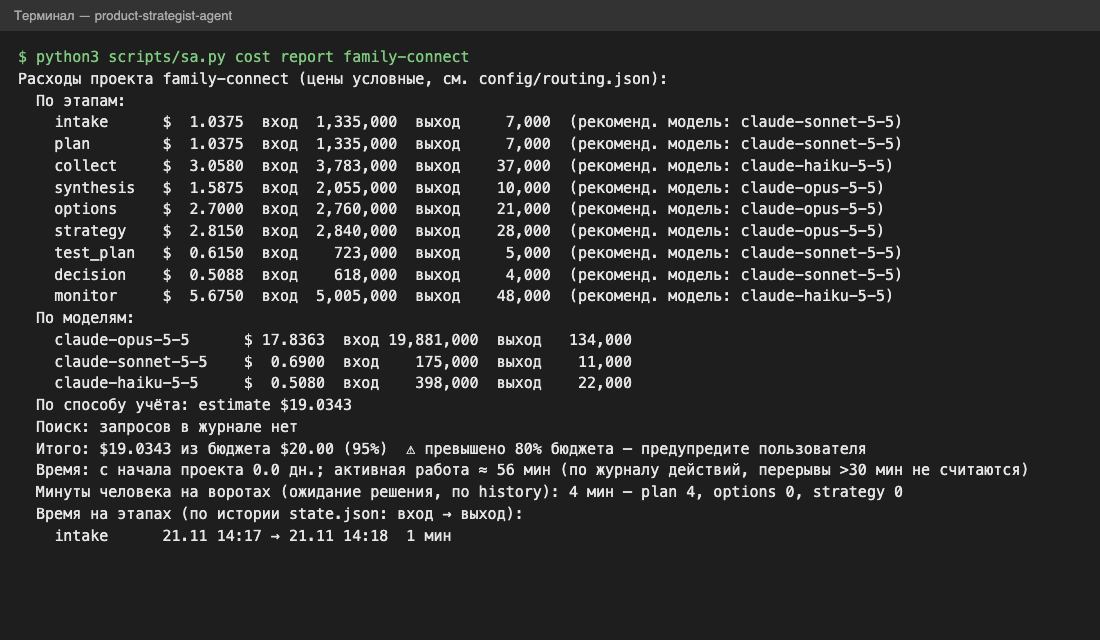 Терминал — product-strategist-agent
$ python3 scripts/sa.py cost report family-connect
Расходы проекта family-connect (цены условные, см. config/routing.json):
По этапам:
intake $ 1.0375 вход 1,335,000 выход 7,000 (рекоменд. модель: claude-sonnet-5-5)
plan $ 1.0375 вход 1,335,000 выход 7,000 (рекоменд. модель: claude-sonnet-5-5)
collect $ 3.0580 вход 3,783,000 выход 37,000 (рекоменд. модель: claude-haiku-5-5)
synthesis $ 1.5875 вход 2,055,000 выход 10,000 (рекоменд. модель: claude-opus-5-5)
options $ 2.7000 вход 2,760,000 выход 21,000 (рекоменд. модель: claude-opus-5-5)
strategy $ 2.8150 вход 2,840,000 выход 28,000 (рекоменд. модель: claude-opus-5-5)
test_plan $ 0.6150 вход 723,000 выход 5,000 (рекоменд. модель: claude-sonnet-5-5)
decision $ 0.5088 вход 618,000 выход 4,000 (рекоменд. модель: claude-sonnet-5-5)
monitor $ 5.6750 вход 5,005,000 выход 48,000 (рекоменд. модель: claude-haiku-5-5)
По моделям:
claude-opus-5-5 $ 17.8363 вход 19,881,000 выход 134,000
claude-sonnet-5-5 $ 0.6900 вход 175,000 выход 11,000
claude-haiku-5-5 $ 0.5080 вход 398,000 выход 22,000
По способу учёта: estimate $19.0343
Поиск: запросов в журнале нет
Итого: $19.0343 из бюджета $20.00 (95%) ⚠ превышено 80% бюджета — предупредите пользователя
Время: с начала проекта 0.0 дн.; активная работа ≈ 56 мин (по журналу действий, перерывы >30 мин не считаются)
Минуты человека на воротах (ожидание решения, по history): 4 мин — plan 4, options 0, strategy 0
Время на этапах (по истории state.json: вход → выход):
intake 21.11 14:17 → 21.11 14:18 1 мин